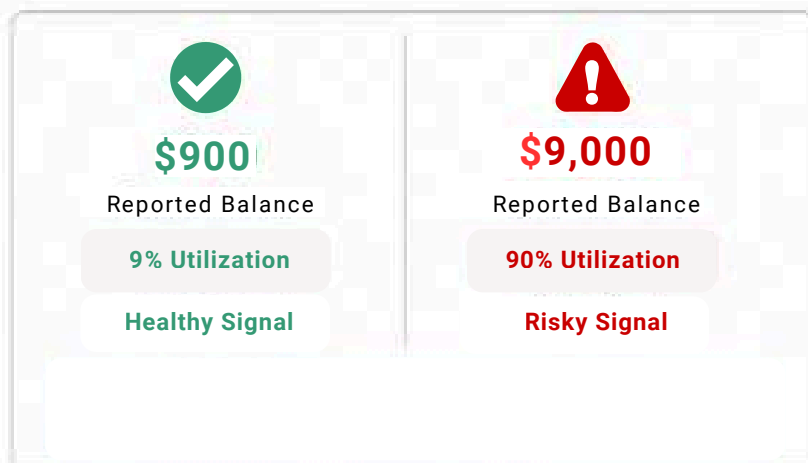 $900
Reported Balance
9% Utilization
Healthy Signal
$9,000
Reported Balance
90% Utilization
Risky Signal